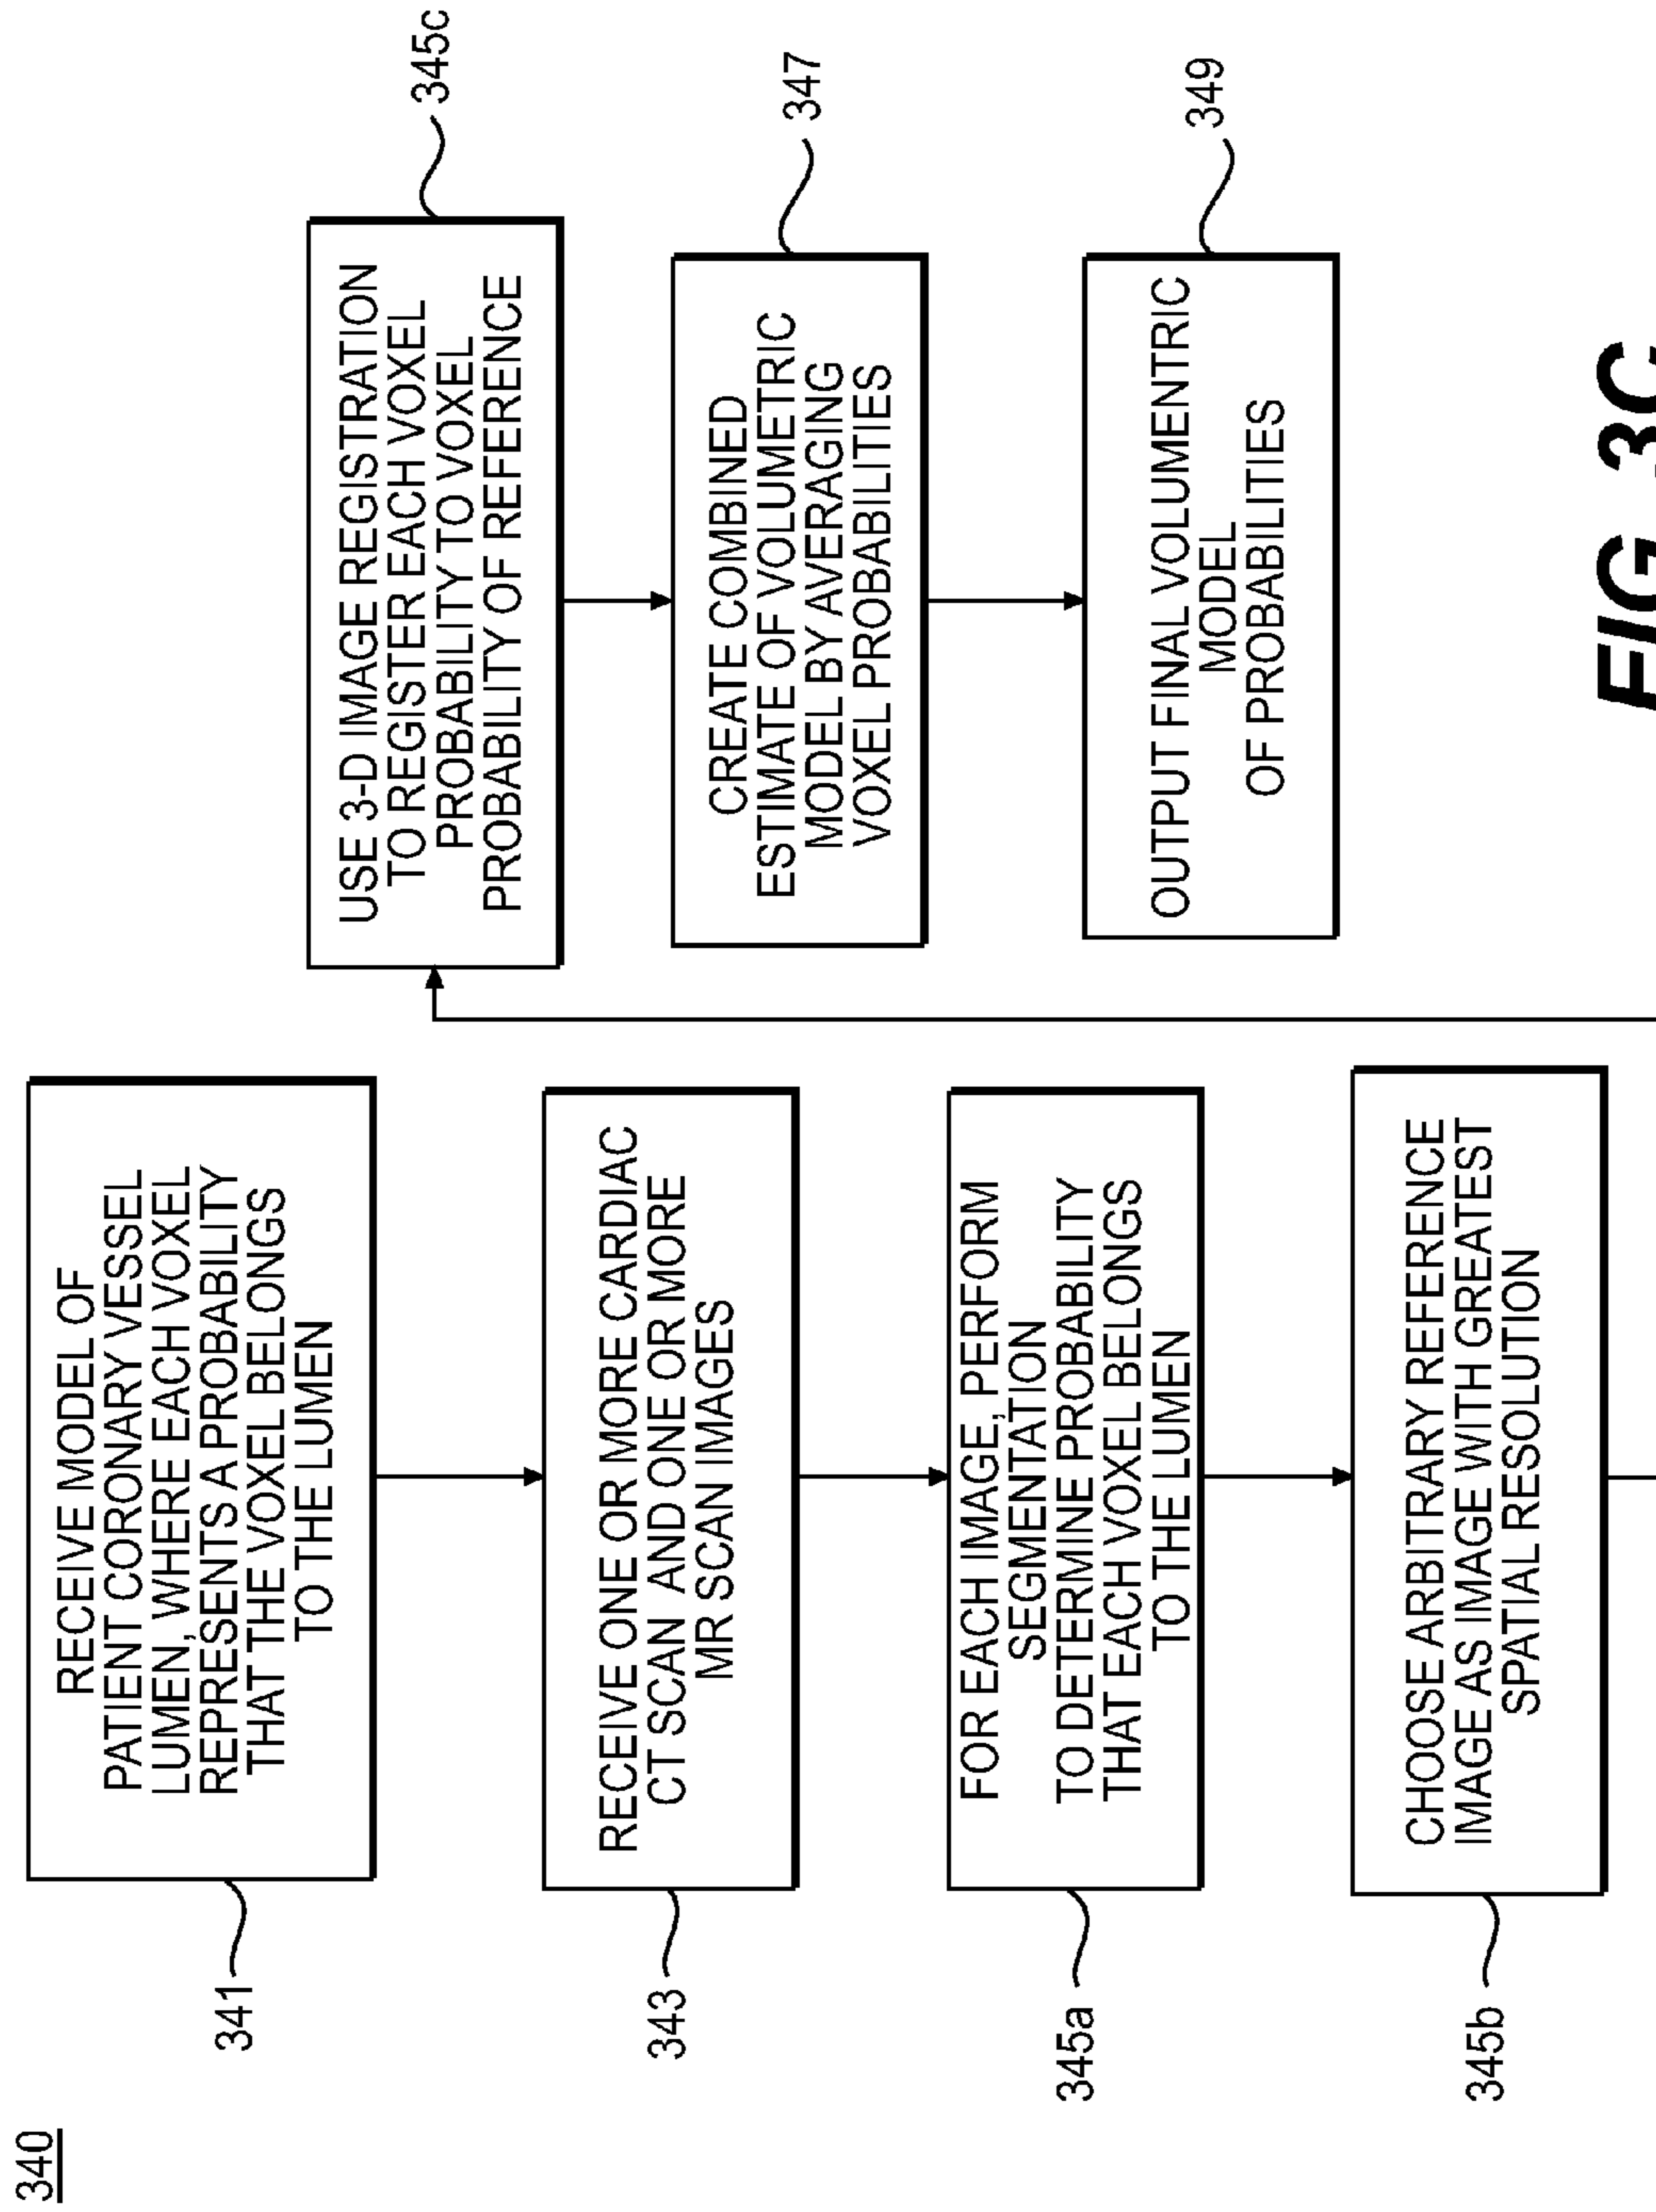 340
RECEIVE MODEL OF
PATIENT CORONARY VESSEL
LUMEN, WHERE EACH VOXEL
REPRESENTS A PROBABILITY
THAT THE VOXEL BELONGS
TO THE LUMEN
341
RECEIVE ONE OR MORE CARDIAC
CT SCAN AND ONE OR MORE
MR SCAN IMAGES
343
FOR EACH IMAGE, PERFORM
SEGMENTATION
TO DETERMINE PROBABILITY
THAT EACH VOXEL BELONGS
TO THE LUMEN
345a
CHOOSE ARBITRARY REFERENCE
IMAGE AS IMAGE WITH GREATEST
SPATIAL RESOLUTION
345b
USE 3-D IMAGE REGISTRATION
TO REGISTER EACH VOXEL
PROBABILITY TO VOXEL
PROBABILITY OF REFERENCE
345c
CREATE COMBINED
ESTIMATE OF VOLUMETRIC
MODEL BY AVERAGING
VOXEL PROBABILITIES
347
OUTPUT FINAL VOLUMENTRIC
MODEL
OF PROBABILITIES
349
FIG. 3C